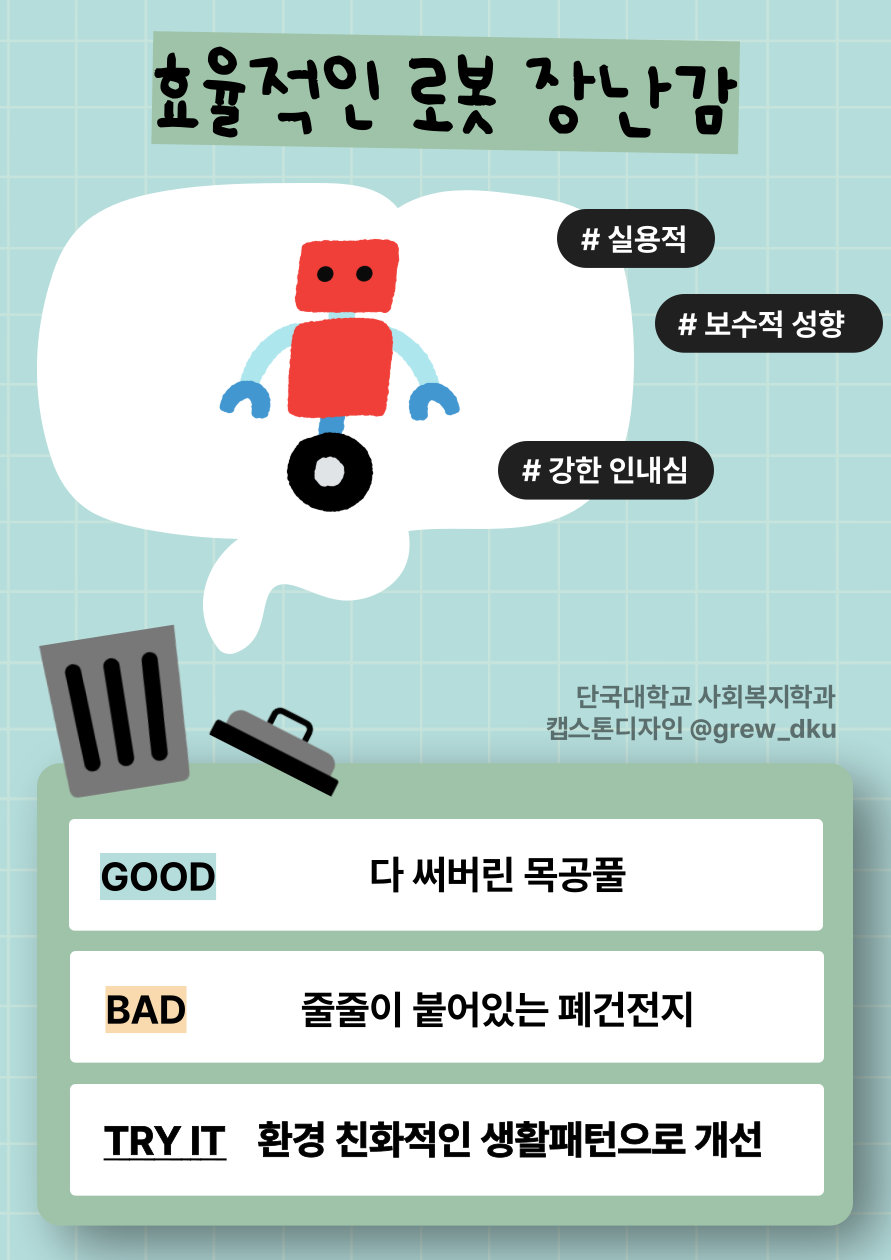 효율적인 로봇 장난감
# 실용적
# 보수적 성향
# 강한 인내심
단국대학교 사회복지학과
캡스톤디자인 @grew_dku
GOOD 다 써버린 목공풀
BAD 줄줄이 붙어있는 폐건전지
TRY IT 환경 친화적인 생활패턴으로 개선